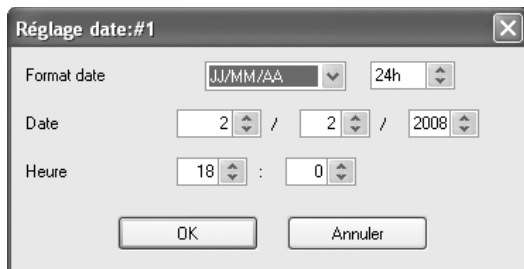 Réglage date:#1
Format date JJ/MM/AA 24h
Date 2 / 2 / 2008
Heure 18 : 0
OK Annuler